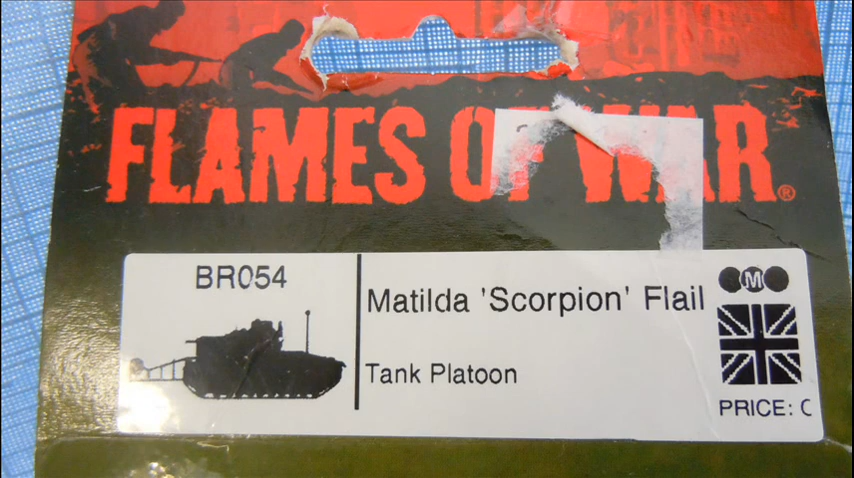 FLAMES OF WAR®
BR054
Matilda 'Scorpion' Flail
Tank Platoon
M
PRICE: C